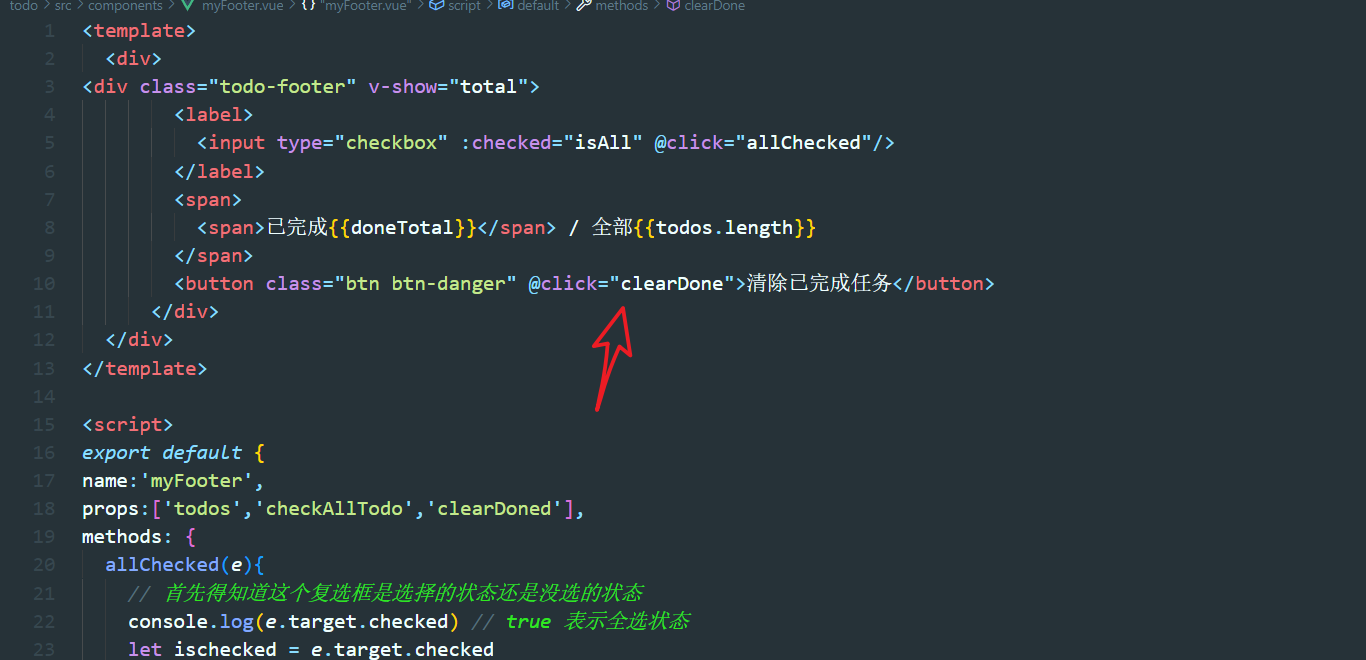 todo > src > components > myFooter.vue > {} "myFooter.vue" > script > default > methods > clearDone
1 <template>
2 <div>
3 <div class="todo-footer" v-show="total">
4 <label>
5 <input type="checkbox" :checked="isAll" @click="allChecked"/>
6 </label>
7 <span>
8 <span>已完成{{doneTotal}}</span> / 全部{{todos.length}}
9 </span>
10 <button class="btn btn-danger" @click="clearDone">清除已完成任务</button>
11 </div>
12 </div>
13 </template>
14
15 <script>
16 export default {
17 name:'myFooter',
18 props:['todos','checkAllTodo','clearDoned'],
19 methods: {
20 allChecked(e){
21 // 首先得知道这个复选框是选择的状态还是没选的状态
22 console.log(e.target.checked) // true 表示全选状态
23 let ischecked = e.target.checked